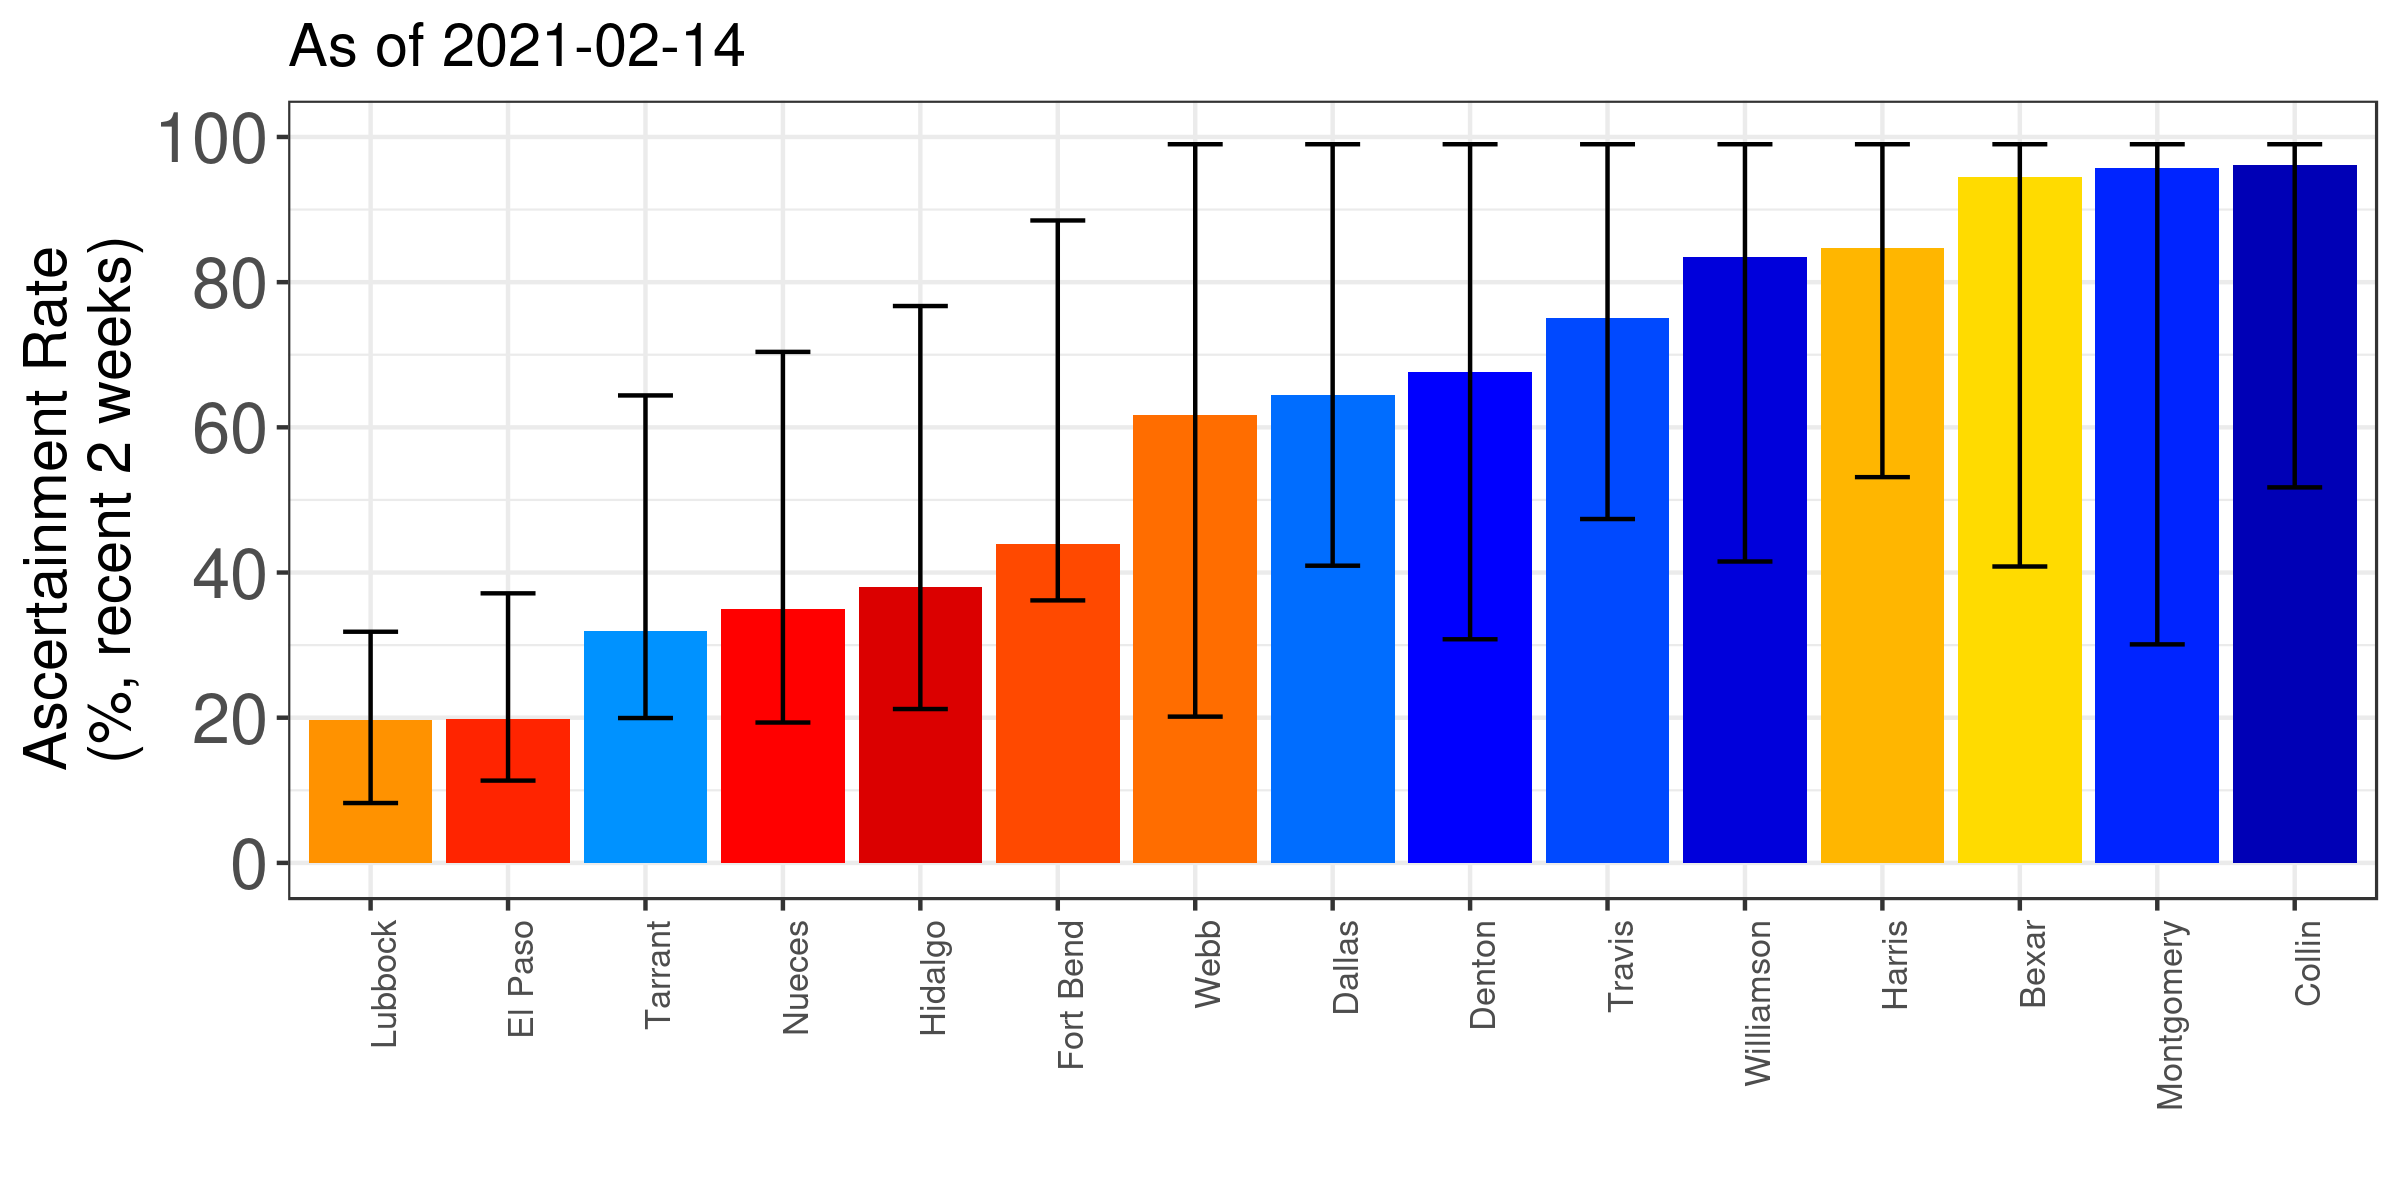 As of 2021-02-14
Ascertainment Rate
(%, recent 2 weeks)
100
80
60
40
20
0
Lubbock
El Paso
Tarrant
Nueces
Hidalgo
Fort Bend
Webb
Dallas
Denton
Travis
Williamson
Harris
Bexar
Montgomery
Collin